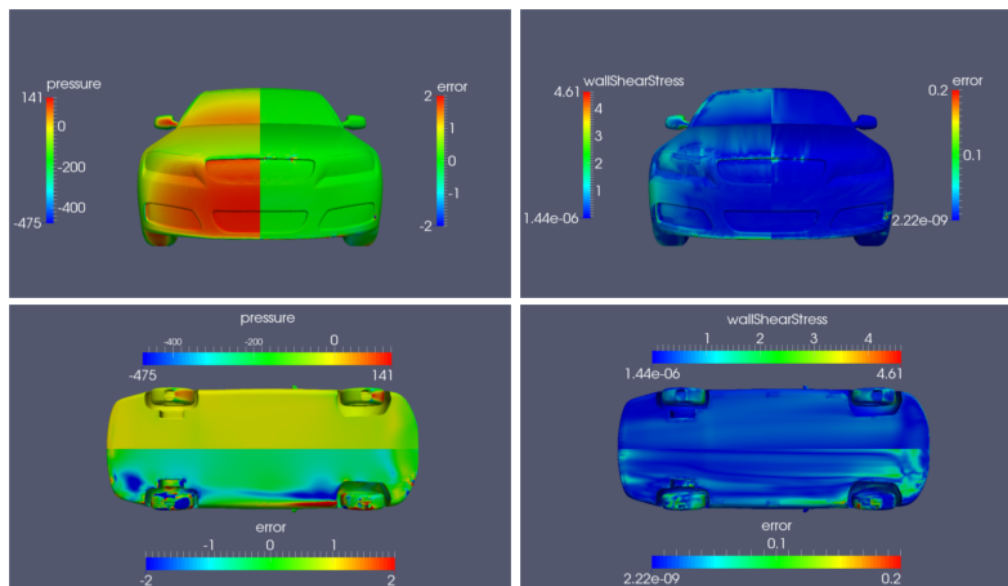 pressure
141
0
-200
-400
-475
error
2
1
0
-1
-2
wallShearStress
4.61
4
3
2
1
1.44e-06
error
0.2
0.1
2.22e-09
pressure
-400 -200 0
-475 141
error
-1 0 1
-2 2
wallShearStress
1 2 3 4
1.44e-06 4.61
error
0.1
2.22e-09 0.2